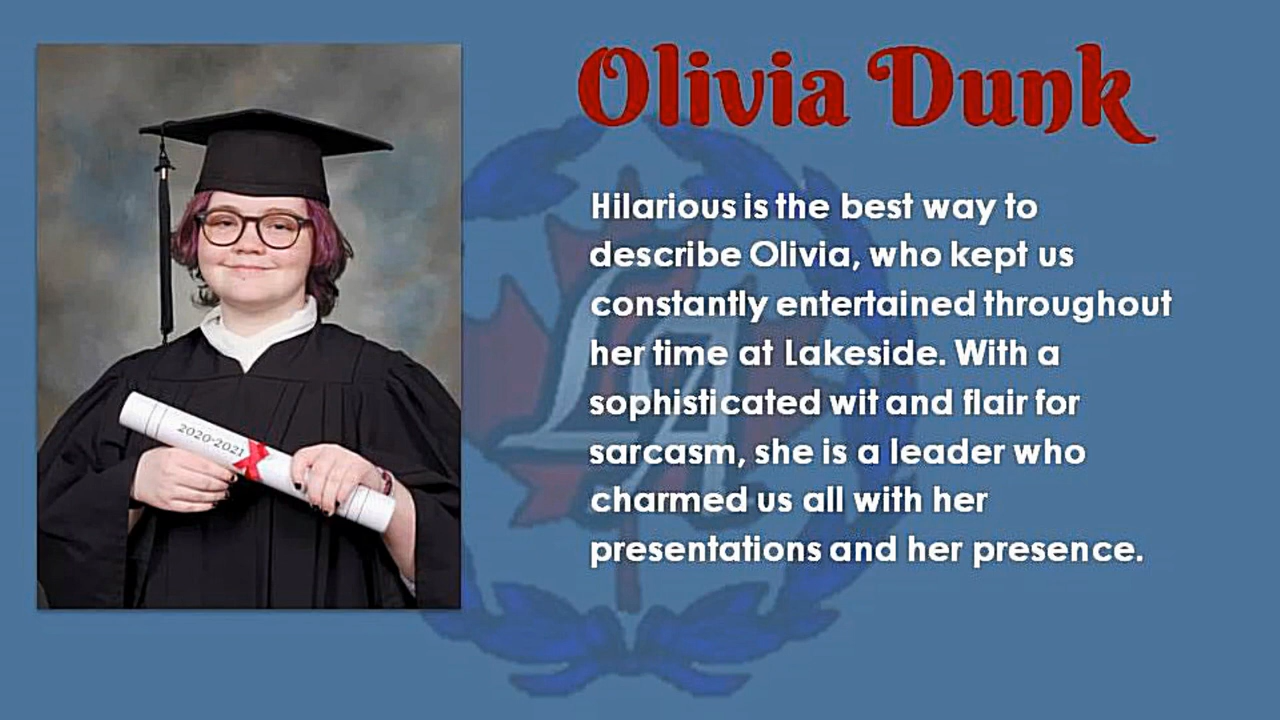 Olivia Dunk
Hilarious is the best way to
describe Olivia, who kept us
constantly entertained throughout
her time at Lakeside. With a
sophisticated wit and flair for
sarcasm, she is a leader who
charmed us all with her
presentations and her presence.
2020-2021
LA